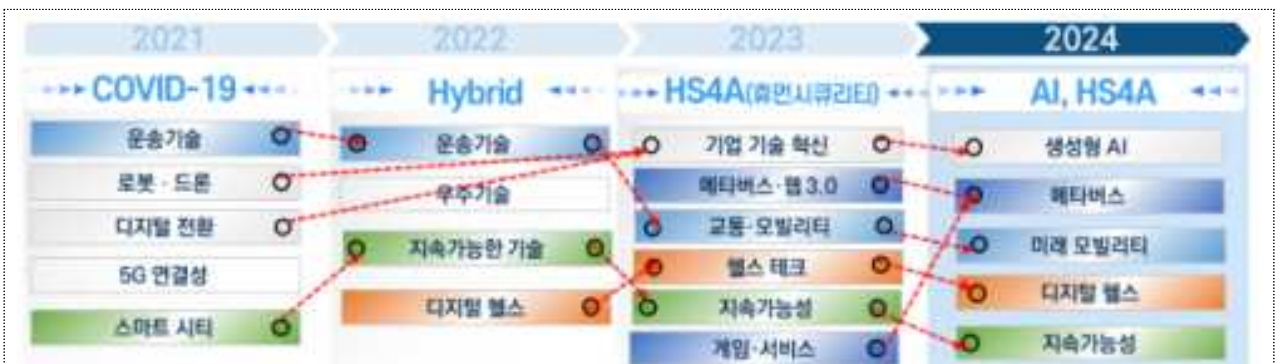 2021
2022
2023
2024
COVID-19
Hybrid
HS4A(휴먼시큐리티)
AI, HS4A
운송기술
로봇·드론
디지털 전환
5G 연결성
스마트 시티
운송기술
우주기술
지속가능한 기술
디지털 헬스
기업 기술 혁신
메타버스·웹 3.0
교통·모빌리티
헬스 테크
지속가능성
게임·서비스
생성형 AI
메타버스
미래 모빌리티
디지털 헬스
지속가능성